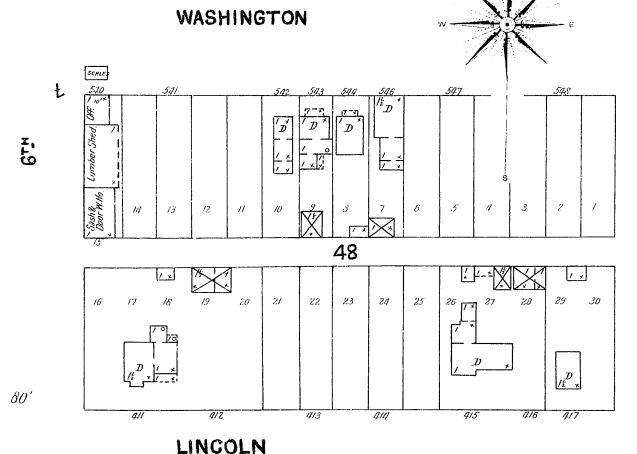 WASHINGTON
W E
S
SCALES
540 541 542 543 544 546 547 548
6TH
OFF.
Lumber Shed
Sash & Door W.Ho.
D D D D
15 14 13 12 11 10 9 8 7 6 5 4 3 2 1
48
16 17 18 19 20 21 22 23 24 25 26 27 28 29 30
D D D
80'
411 412 413 414 415 416 417
LINCOLN